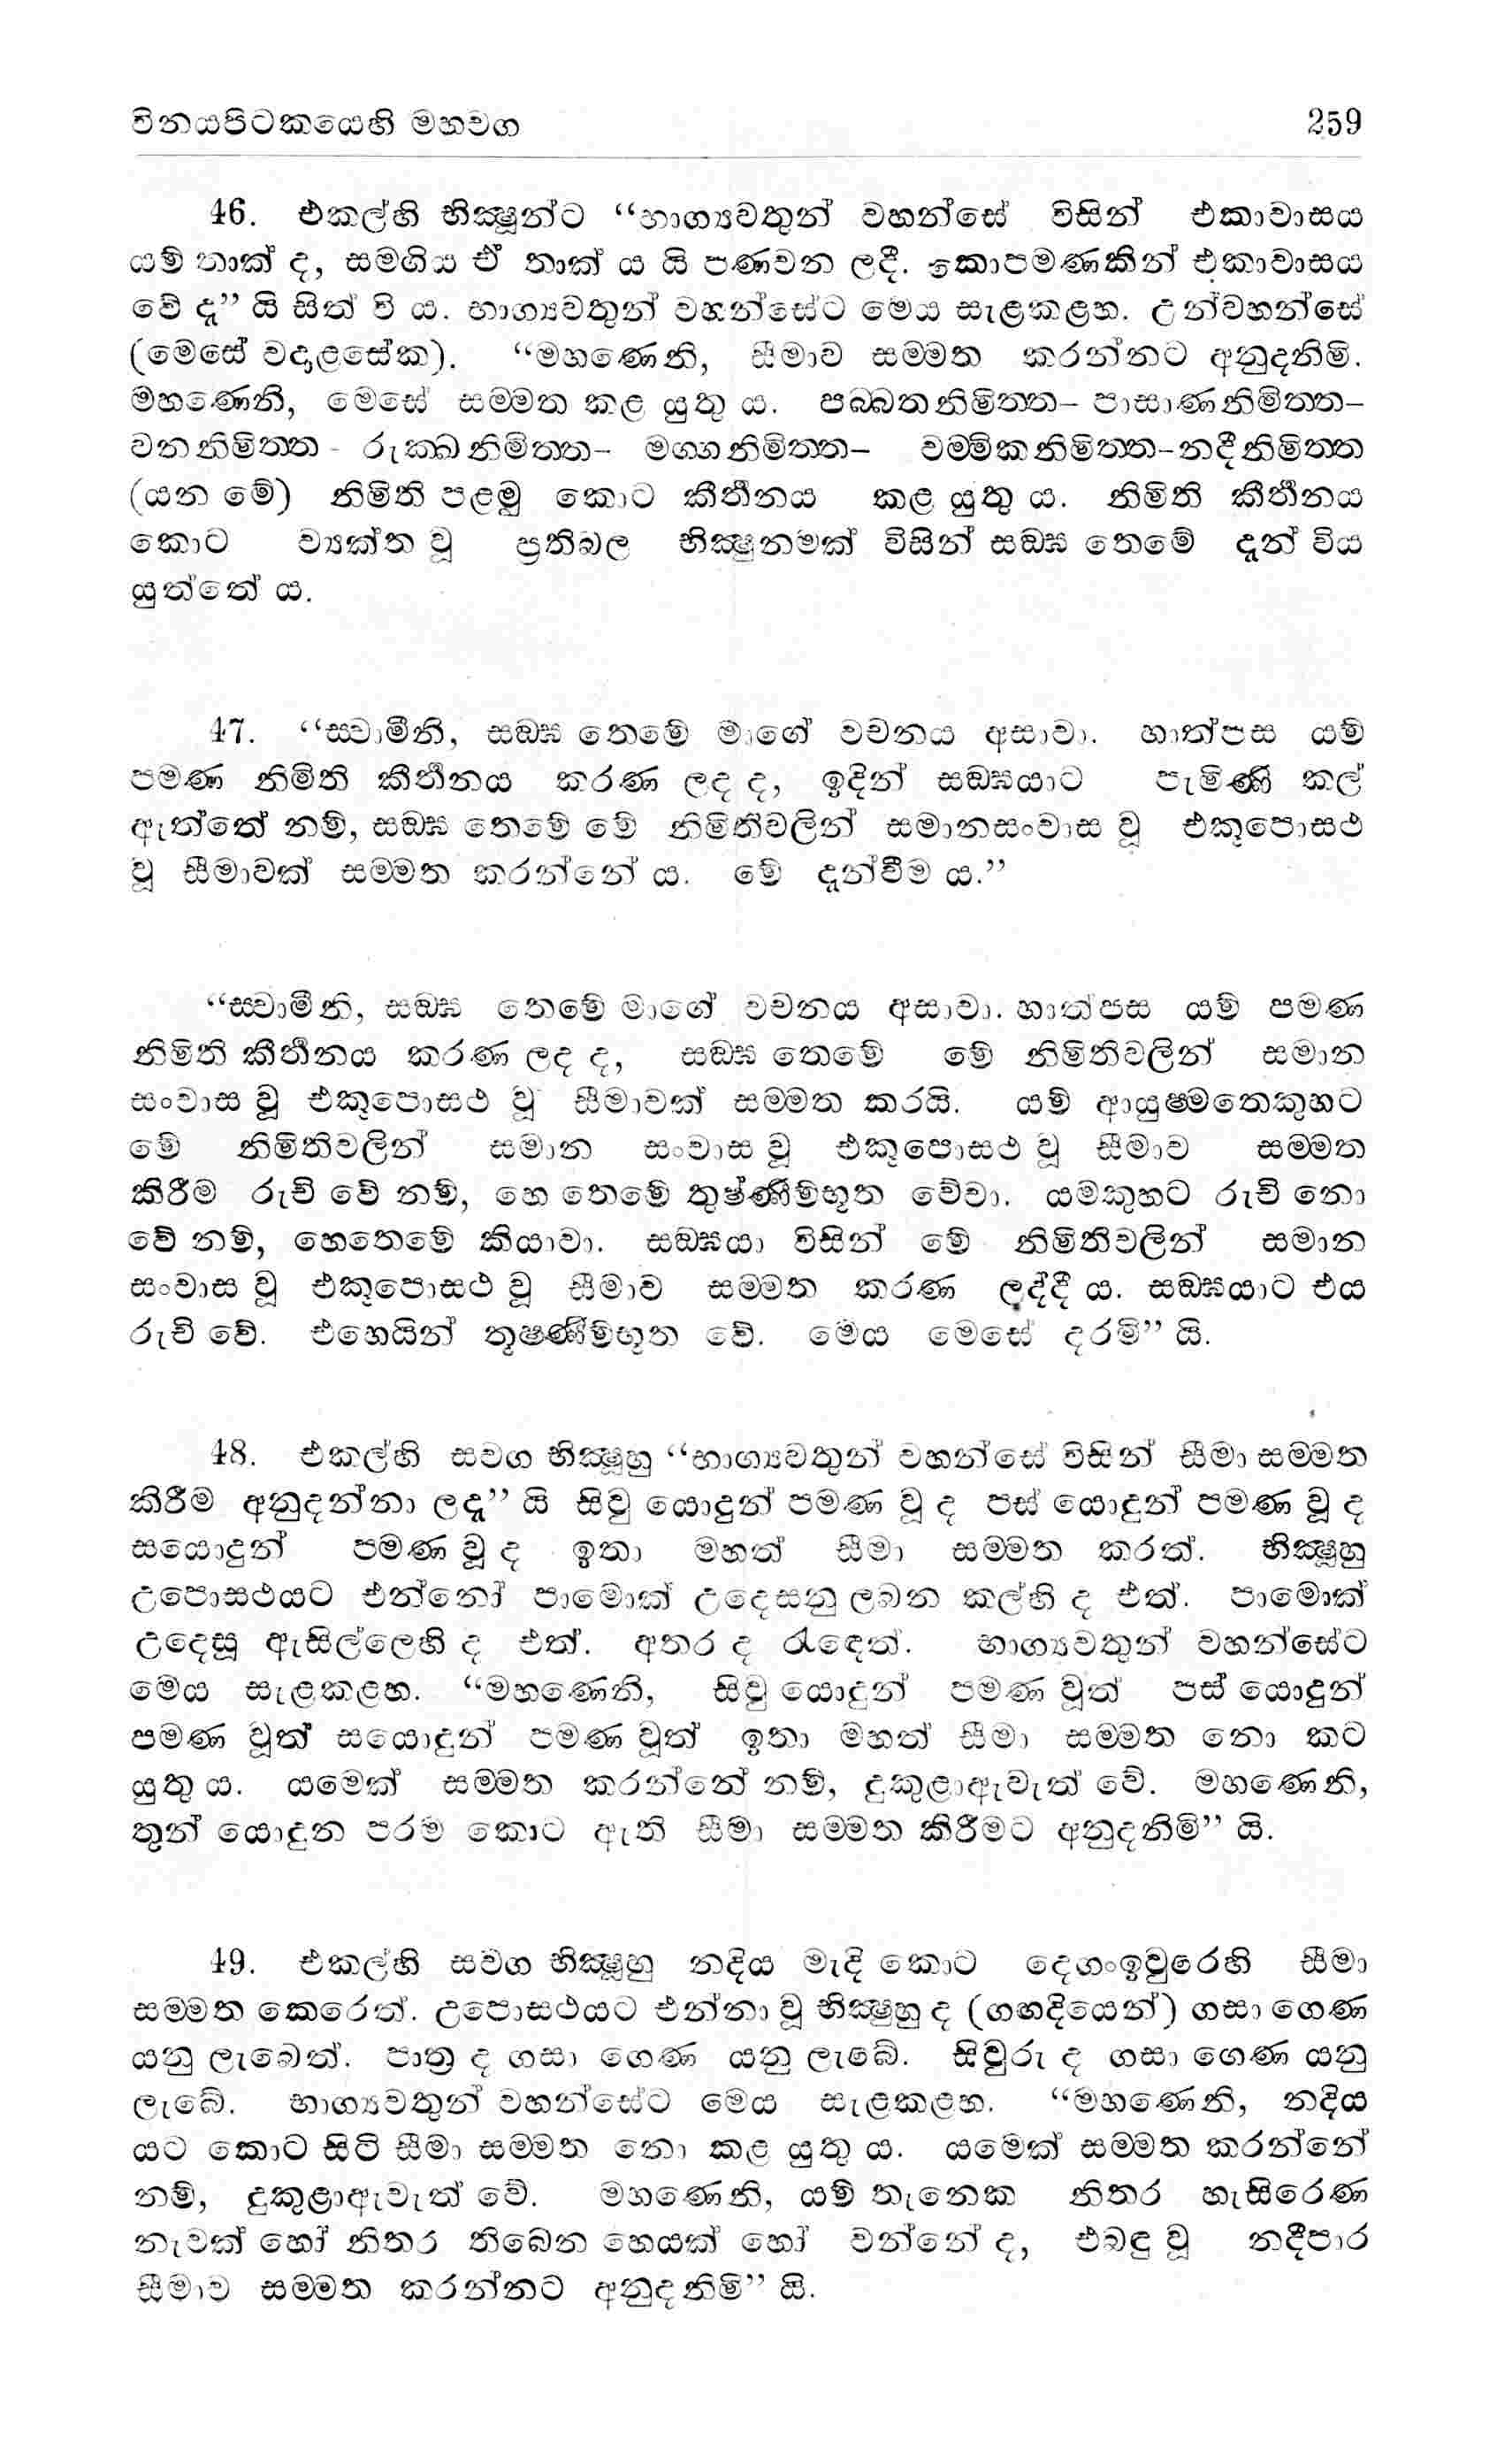 විනයපිටකයෙහි මහවග 259
46. එකල්හි භික්‍ෂූන්ට “භාග්‍යවතුන් වහන්සේ විසින් එකාවාසය
යම් තාක් ද, සමගිය ඒ තාක් ය යි පණවන ලදී. කොපමණකින් එකාවාසය
වේ දැ” යි සිත් වි ය. භාග්‍යවතුන් වහන්සේට මෙය සැළකළහ. උන්වහන්සේ
(මෙසේ වදාළසේක). “මහණෙනි, සීමාව සම්මත කරන්නට අනුදනිමි.
මහණෙනි, මෙසේ සම්මත කළ යුතු ය. පබ්බතනිමිත්ත– පාසාණනිමිත්ත–
වනනිමිත්ත - රුක්ඛනිමිත්ත– මග්ගනිමිත්ත– වම්මිකනිමිත්ත–නදීනිමිත්ත
(යන මේ) නිමිති පළමු කොට කීර්තනය කළ යුතු ය. නිමිති කීර්තනය
කොට ව්‍යක්ත වූ ප්‍රතිබල භික්‍ෂුනමක් විසින් සඞ්ඝ තෙමේ දැන් විය
යුත්තේ ය.
47. “ස්වාමීනි, සඞ්ඝ තෙමේ මාගේ වචනය අසාවා. හාත්පස යම්
පමණ නිමිති කීර්තනය කරණ ලද ද, ඉදින් සඞ්ඝයාට පැමිණි කල්
ඇත්තේ නම්, සඞ්ඝ තෙමේ මේ නිමිතිවලින් සමානසංවාස වූ එකූපොසථ
වූ සීමාවක් සම්මත කරන්නේ ය. මේ දැන්වීම ය.”
“ස්වාමීනි, සඞ්ඝ තෙමේ මාගේ වචනය අසාවා. හාත්පස යම් පමණ
නිමිති කීර්තනය කරණ ලද ද, සඞ්ඝ තෙමේ මේ නිමිතිවලින් සමාන
සංවාස වූ එකූපොසථ වූ සීමාවක් සම්මත කරයි. යම් ආයුෂ්මතෙකුහට
මේ නිමිතිවලින් සමාන සංවාස වූ එකූපොසථ වූ සීමාව සම්මත
කිරීම රුචි වේ නම්, හෙ තෙමේ තුෂ්ණීම්භූත වේවා. යමකුහට රුචි නො
වේ නම්, හෙතෙමේ කියාවා. සඞ්ඝයා විසින් මේ නිමිතිවලින් සමාන
සංවාස වූ එකූපොසථ වූ සීමාව සම්මත කරණ ලද්දී ය. සඞ්ඝයාට එය
රුචි වේ. එහෙයින් තූෂ්ණීම්භූත වේ. මෙය මෙසේ දරමි” යි.
48. එකල්හි සවග භික්‍ෂූහු “භාග්‍යවතුන් වහන්සේ විසින් සීමා සම්මත
කිරීම අනුදන්නා ලදැ” යි සිවු යොදුන් පමණ වූ ද පස් යොදුන් පමණ වූ ද
සයොදුන් පමණ වූ ද ඉතා මහත් සීමා සම්මත කරත්. භික්‍ෂූහු
උපොසථයට එන්නෝ පාමොක් උදෙසනු ලබන කල්හි ද එත්. පාමොක්
උදෙසූ ඇසිල්ලෙහි ද එත්. අතර ද රැඳෙත්. භාග්‍යවතුන් වහන්සේට
මෙය සැළකළහ. “මහණෙනි, සිවු යොදුන් පමණ වූත් පස් යොදුන්
පමණ වූත් සයොදුන් පමණ වූත් ඉතා මහත් සීමා සම්මත නො කට
යුතු ය. යමෙක් සම්මත කරන්නේ නම්, දුකුළාඇවැත් වේ. මහණෙනි,
තුන් යොදුන පරම කොට ඇති සීමා සම්මත කිරීමට අනුදනිමි” යි.
49. එකල්හි සවග භික්‍ෂූහු නදිය මැදි කොට දෙගංඉවුරෙහි සීමා
සම්මත කෙරෙත්. උපොසථයට එන්නා වූ භික්‍ෂුහු ද (ගඟදියෙන්) ගසා ගෙණ
යනු ලැබෙත්. පාත්‍ර ද ගසා ගෙණ යනු ලැබේ. සිවුරු ද ගසා ගෙණ යනු
ලැබේ. භාග්‍යවතුන් වහන්සේට මෙය සැළකළහ. “මහණෙනි, නදිය
යට කොට සිටි සීමා සම්මත නො කළ යුතු ය. යමෙක් සම්මත කරන්නේ
නම්, දුකුළාඇවැත් වේ. මහණෙනි, යම් තැනෙක නිතර හැසිරෙණ
නැවක් හෝ නිතර තිබෙන හෙයක් හෝ වන්නේ ද, එබඳු වූ නදීපාර
සීමාව සම්මත කරන්නට අනුදනිමි” යි.